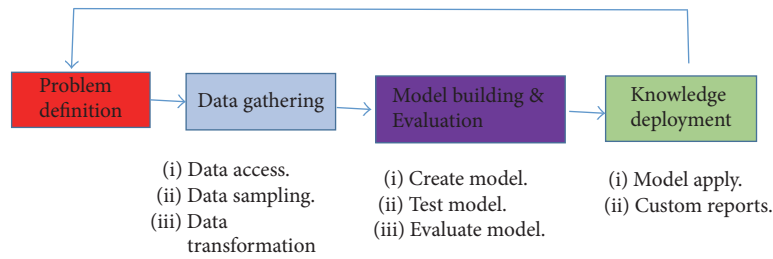 Problem
definition
Data gathering
Model building &
Evaluation
Knowledge
deployment
(i) Data access.
(ii) Data sampling.
(iii) Data
transformation
(i) Create model.
(ii) Test model.
(iii) Evaluate model.
(i) Model apply.
(ii) Custom reports.